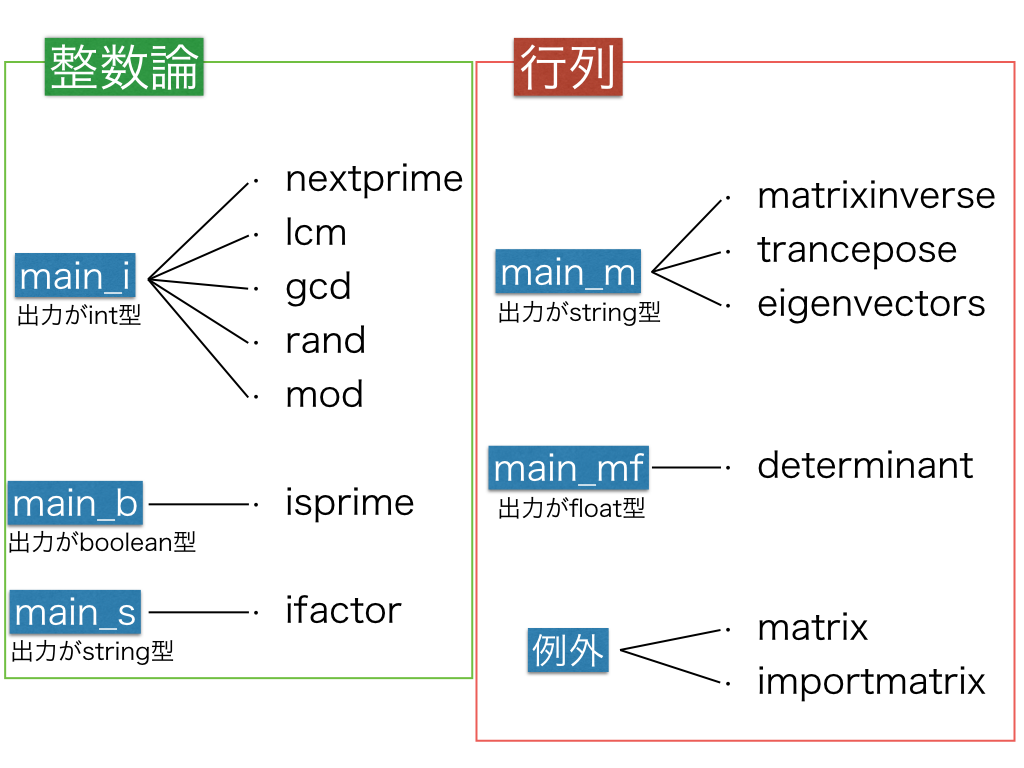 整数論
main_i
出力がint型
・ nextprime
・ lcm
・ gcd
・ rand
・ mod
main_b
出力がboolean型
・ isprime
main_s
出力がstring型
・ ifactor
行列
main_m
出力がstring型
・ matrixinverse
・ trancepose
・ eigenvectors
main_mf
出力がfloat型
・ determinant
例外
・ matrix
・ importmatrix